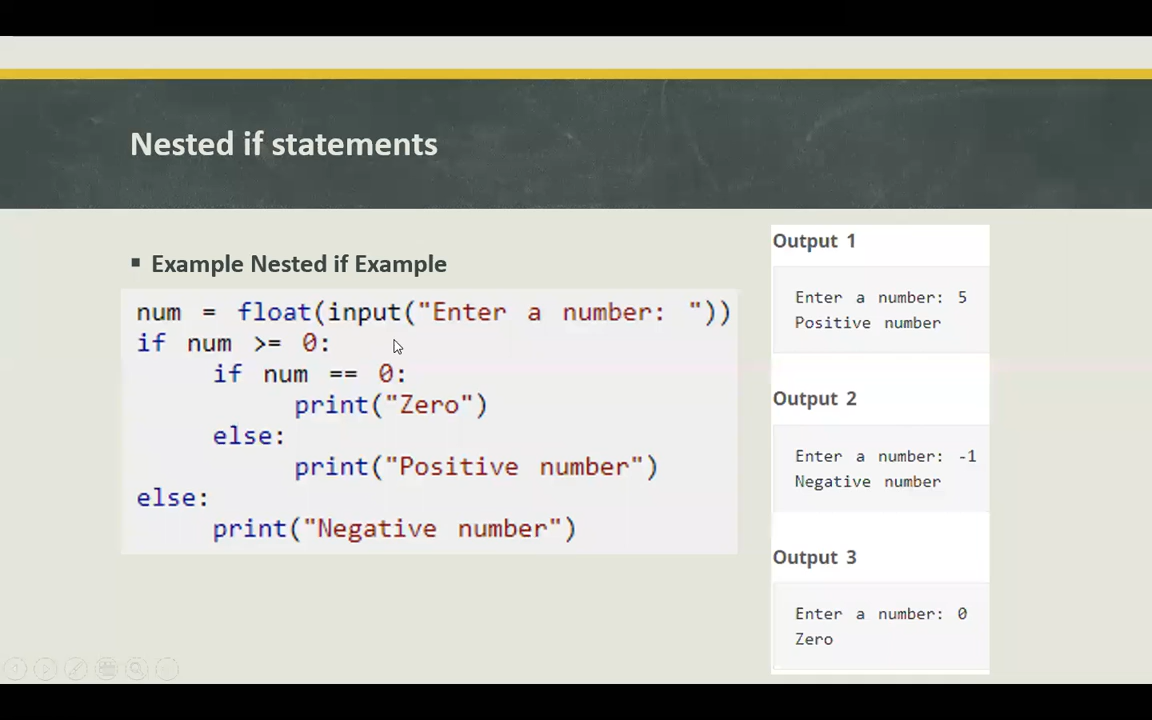 Nested if statements
▪ Example Nested if Example
num = float(input("Enter a number: "))
if num >= 0:
    if num == 0:
        print("Zero")
    else:
        print("Positive number")
else:
    print("Negative number")
Output 1
Enter a number: 5
Positive number
Output 2
Enter a number: -1
Negative number
Output 3
Enter a number: 0
Zero